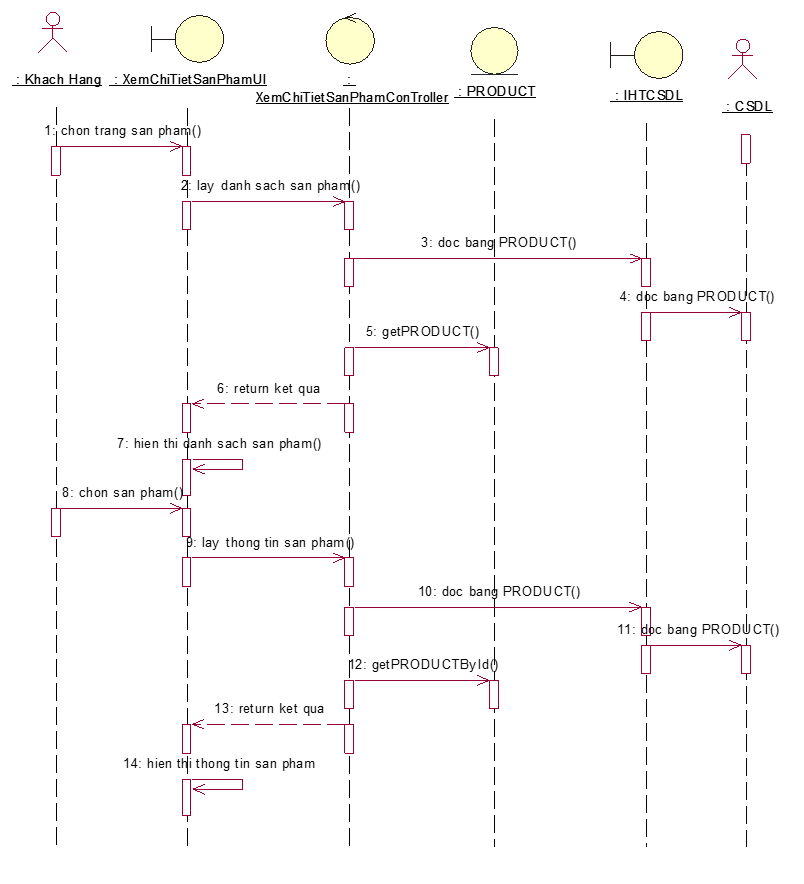 : Khach Hang
: XemChiTietSanPhamUI
:
XemChiTietSanPhamConTroller
: PRODUCT
: IHTCSDL
: CSDL
1: chon trang san pham()
2: lay danh sach san pham()
3: doc bang PRODUCT()
4: doc bang PRODUCT()
5: getPRODUCT()
6: return ket qua
7: hien thi danh sach san pham()
8: chon san pham()
9: lay thong tin san pham()
10: doc bang PRODUCT()
11: doc bang PRODUCT()
12: getPRODUCTById()
13: return ket qua
14: hien thi thong tin san pham